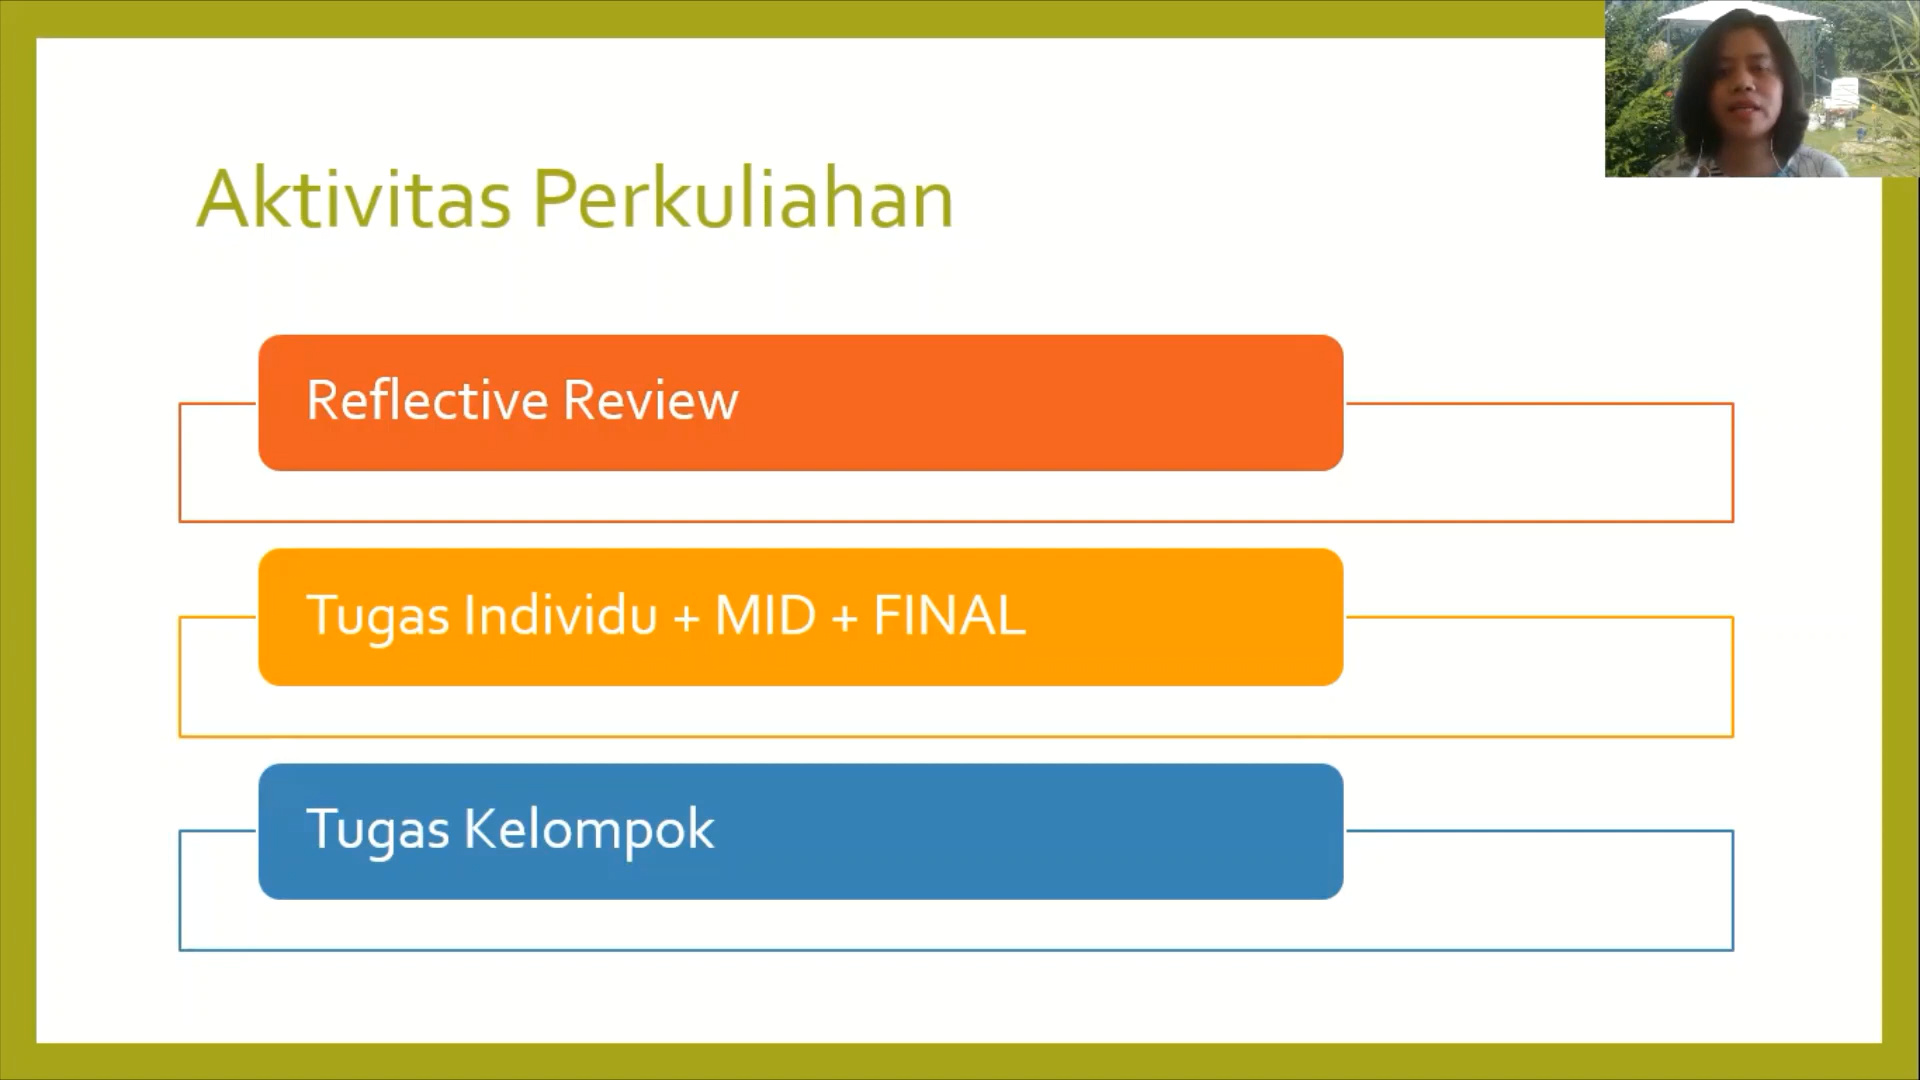 Aktivitas Perkuliahan
Reflective Review
Tugas Individu + MID + FINAL
Tugas Kelompok